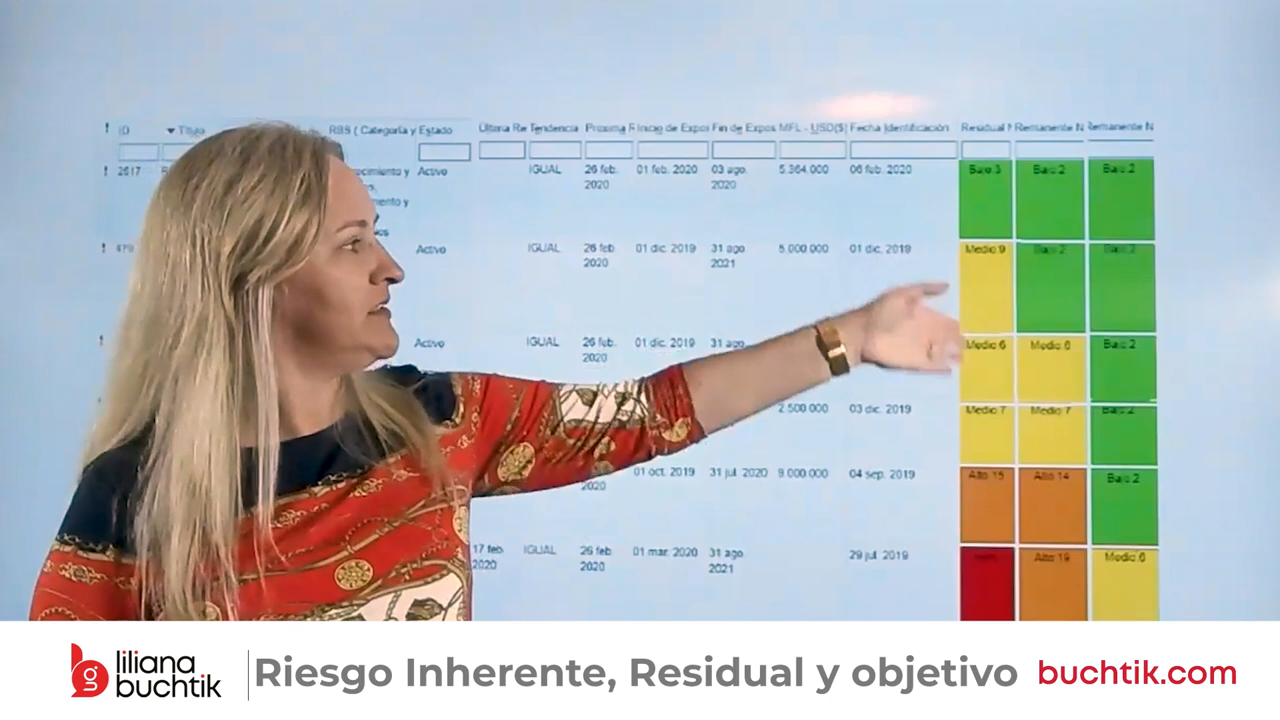 ! ID ▼ Título RBS ( Categoría y Estado Última Re Tendencia Próxima R Inicio de Expos Fin de Expos MFL - USD($) Fecha Identificación Residual N Remanente N Remanente N
! 2617 ecimiento y Activo IGUAL 26 feb. 01 feb. 2020 03 ago. 5.364.000 06 feb. 2020 Bajo 3 Bajo 2 Bajo 2
2020 2020
ento y
! 479 Activo IGUAL 26 feb 01 dic. 2019 31 ago 5.000.000 01 dic. 2019 Medio 9 Bajo 2 Bajo 2
2020 2021
! Activo IGUAL 26 feb. 01 dic. 2019 31 ago. Medio 6 Medio 6 Bajo 2
2020
2 500 000 03 dic. 2019 Medio 7 Medio 7 Bajo 2
01 oct. 2019 31 jul. 2020 9.000.000 04 sep. 2019 Alto 15 Alto 14 Bajo 2
2020
17 feb. IGUAL 26 feb 01 mar. 2020 31 ago. 29 jul. 2019 Alto 19 Medio 6
2020 2020 2021
liliana
buchtik Riesgo Inherente, Residual y objetivo buchtik.com